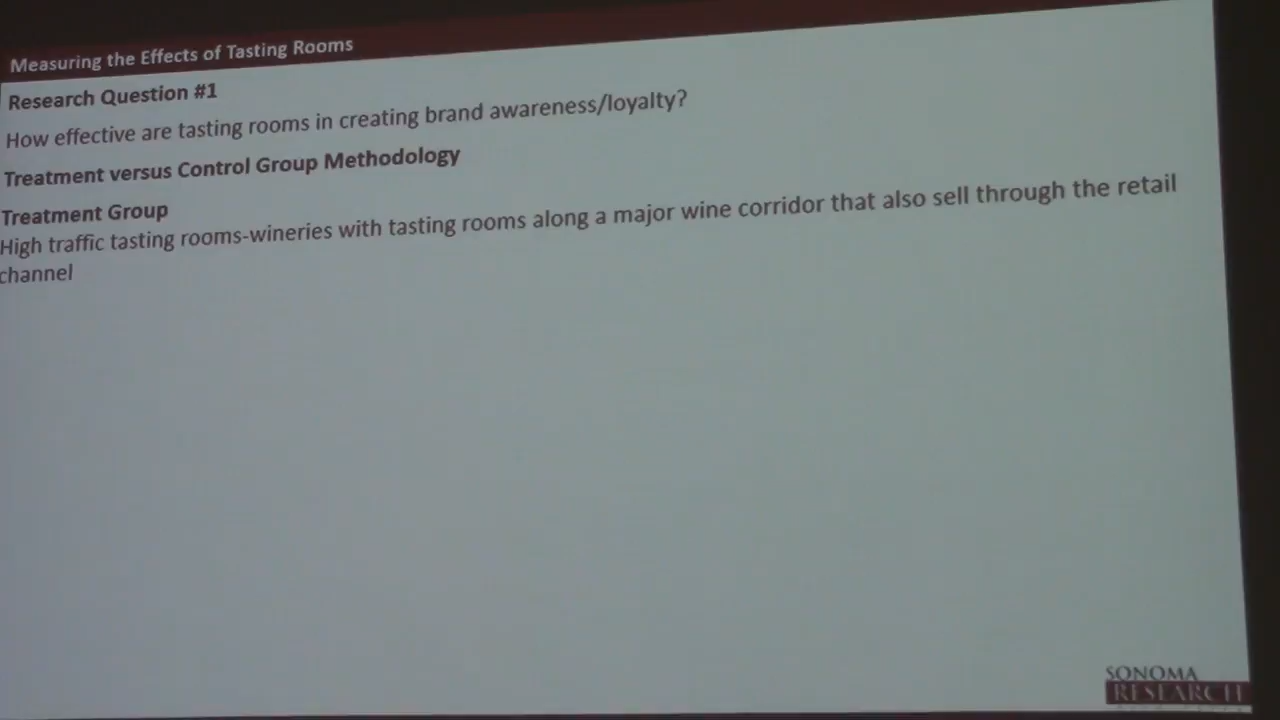 Measuring the Effects of Tasting Rooms
Research Question #1
How effective are tasting rooms in creating brand awareness/loyalty?
Treatment versus Control Group Methodology
Treatment Group
High traffic tasting rooms-wineries with tasting rooms along a major wine corridor that also sell through the retail
channel
SONOMA
RESEARCH